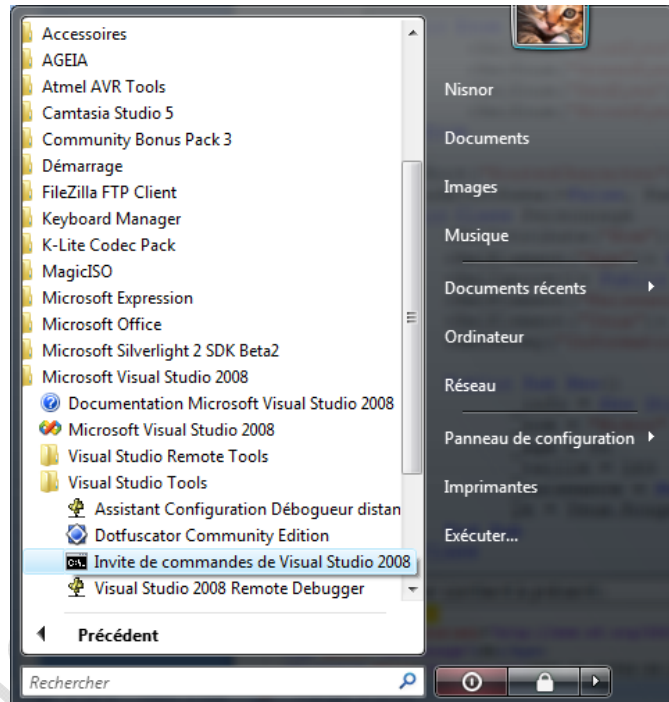 Accessoires
AGEIA
Atmel AVR Tools
Camtasia Studio 5
Community Bonus Pack 3
Démarrage
FileZilla FTP Client
Keyboard Manager
K-Lite Codec Pack
MagicISO
Microsoft Expression
Microsoft Office
Microsoft Silverlight 2 SDK Beta2
Microsoft Visual Studio 2008
Documentation Microsoft Visual Studio 2008
Microsoft Visual Studio 2008
Visual Studio Remote Tools
Visual Studio Tools
Assistant Configuration Débogueur distan
Dotfuscator Community Edition
Invite de commandes de Visual Studio 2008
Visual Studio 2008 Remote Debugger
Précédent
Rechercher
Nisnor
Documents
Images
Musique
Documents récents
Ordinateur
Réseau
Panneau de configuration
Imprimantes
Exécuter...